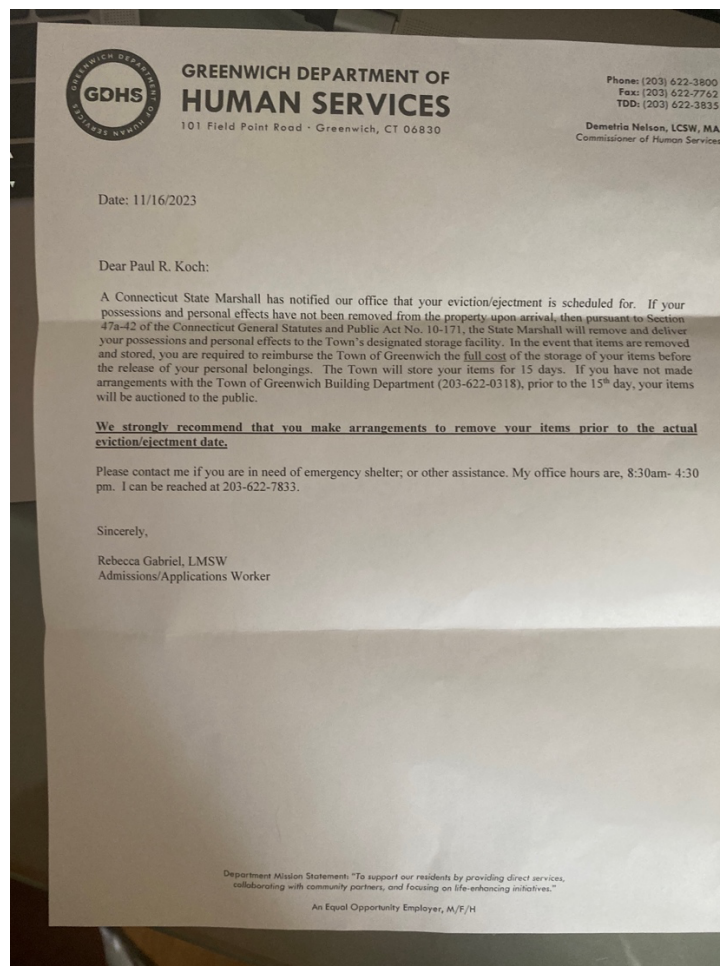 GREENWICH DEPARTMENT OF HUMAN SERVICES
GDHS
GREENWICH DEPARTMENT OF
HUMAN SERVICES
101 Field Point Road · Greenwich, CT 06830
Phone: (203) 622-3800
Fax: (203) 622-7762
TDD: (203) 622-3835
Demetria Nelson, LCSW, MA
Commissioner of Human Services
Date: 11/16/2023
Dear Paul R. Koch:
A Connecticut State Marshall has notified our office that your eviction/ejectment is scheduled for. If your
possessions and personal effects have not been removed from the property upon arrival, then pursuant to Section
47a-42 of the Connecticut General Statutes and Public Act No. 10-171, the State Marshall will remove and deliver
your possessions and personal effects to the Town's designated storage facility. In the event that items are removed
and stored, you are required to reimburse the Town of Greenwich the full cost of the storage of your items before
the release of your personal belongings. The Town will store your items for 15 days. If you have not made
arrangements with the Town of Greenwich Building Department (203-622-0318), prior to the 15th day, your items
will be auctioned to the public.
We strongly recommend that you make arrangements to remove your items prior to the actual
eviction/ejectment date.
Please contact me if you are in need of emergency shelter; or other assistance. My office hours are, 8:30am- 4:30
pm. I can be reached at 203-622-7833.
Sincerely,
Rebecca Gabriel, LMSW
Admissions/Applications Worker
Department Mission Statement: "To support our residents by providing direct services,
collaborating with community partners, and focusing on life-enhancing initiatives."
An Equal Opportunity Employer, M/F/H